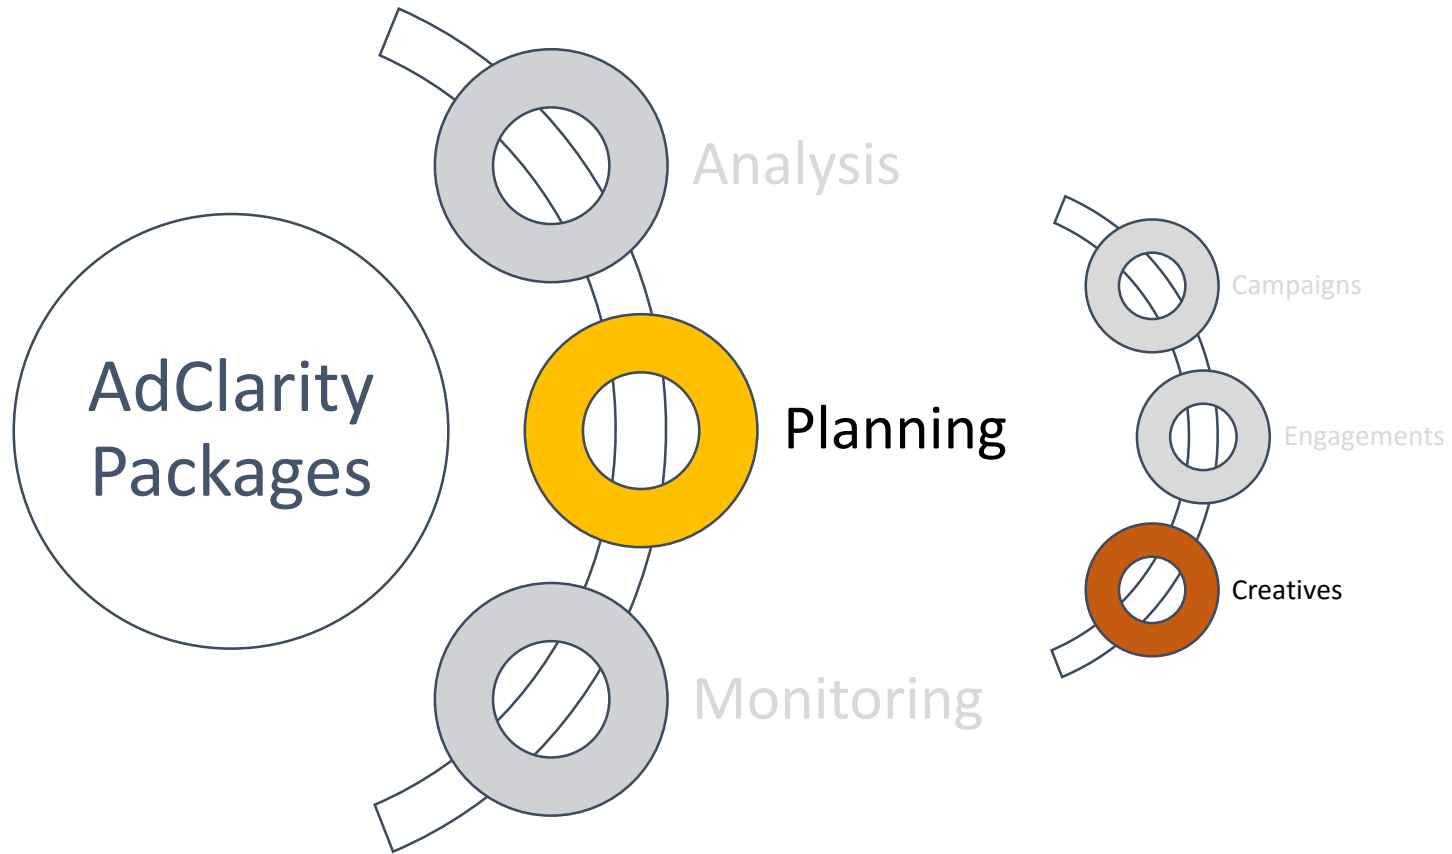 AdClarity
Packages
Analysis
Planning
Monitoring
Campaigns
Engagements
Creatives